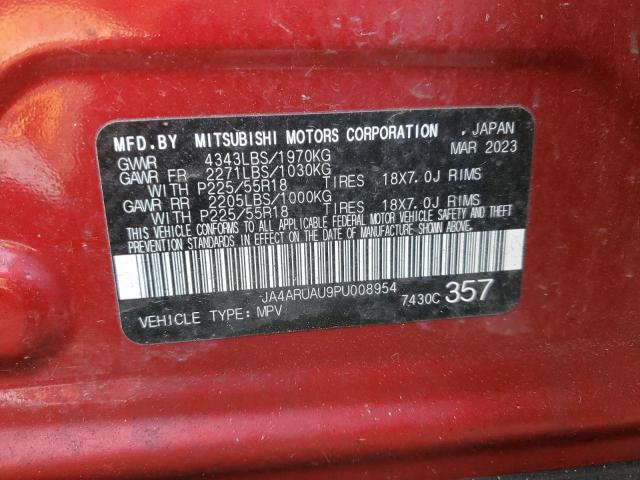 MFD.BY MITSUBISHI MOTORS CORPORATION . JAPAN
GVWR 4343LBS/1970KG MAR 2023
GAWR FR 2271LBS/1030KG
WITH P225/55R18 TIRES 18X7.0J RIMS
GAWR RR 2205LBS/1000KG
WITH P225/55R18 TIRES 18X7.0J RIMS
THIS VEHICLE CONFORMS TO ALL APPLICABLE FEDERAL MOTOR VEHICLE SAFETY AND THEFT
PREVENTION STANDARDS IN EFFECT ON THE DATE OF MANUFACTURE SHOWN ABOVE.
JA4ARUAU9PU008954
7430C 357
VEHICLE TYPE: MPV